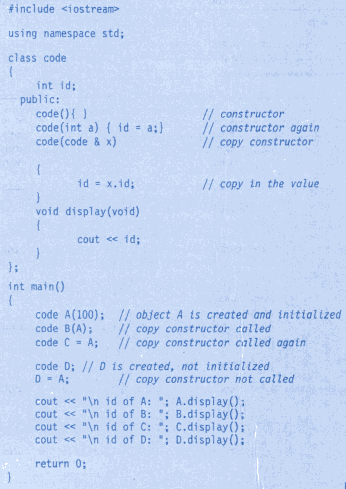 #include <iostream>
using namespace std;
class code
{
int id;
public:
code(){ } // constructor
code(int a) { id = a;} // constructor again
code(code & x) // copy constructor
{
id = x.id; // copy in the value
}
void display(void)
{
cout << id;
}
};
int main()
{
code A(100); // object A is created and initialized
code B(A); // copy constructor called
code C = A; // copy constructor called again
code D; // D is created, not initialized
D = A; // copy constructor not called
cout << "\n id of A: "; A.display();
cout << "\n id of B: "; B.display();
cout << "\n id of C: "; C.display();
cout << "\n id of D: "; D.display();
return 0;
}